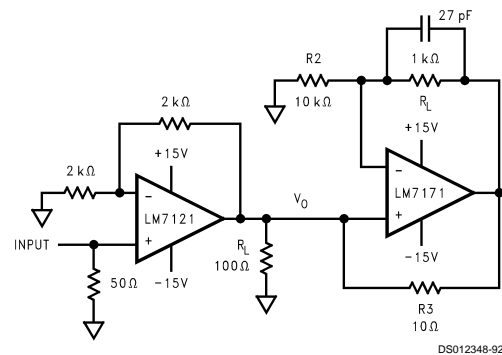 27 pF
R2
1 kΩ
10 kΩ
RL
2 kΩ
+15V
+15V
2 kΩ
−
LM7171
−
LM7121
VO
+
INPUT
+
RL
100Ω
−15V
50Ω
−15V
R3
10Ω
DS012348-92